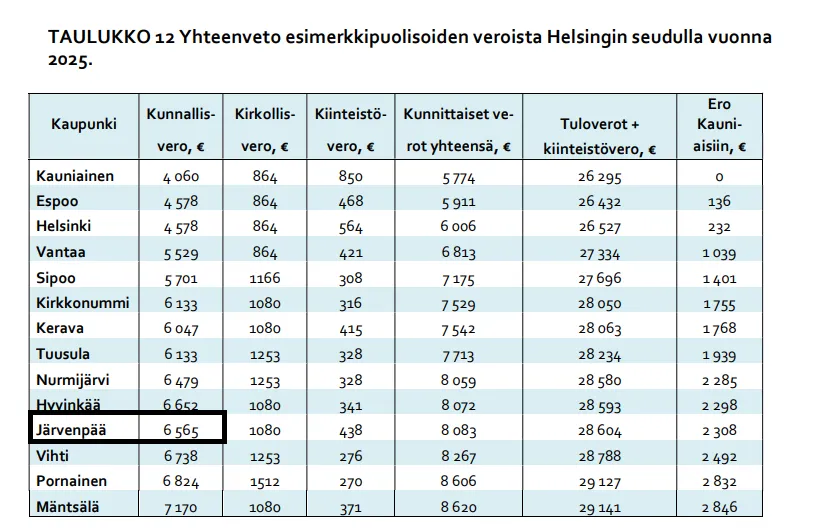 TAULUKKO 12 Yhteenveto esimerkkipuolisoiden veroista Helsingin seudulla vuonna
2025.
Kaupunki Kunnallis-vero, € Kirkollis-vero, € Kiinteistö-vero, € Kunnittaiset ve-rot yhteensä, € Tuloverot + kiinteistövero, € Ero Kauni-aisiin, €
Kauniainen 4 060 864 850 5 774 26 295 0
Espoo 4 578 864 468 5 911 26 432 136
Helsinki 4 578 864 564 6 006 26 527 232
Vantaa 5 529 864 421 6 813 27 334 1 039
Sipoo 5 701 1166 308 7 175 27 696 1 401
Kirkkonummi 6 133 1080 316 7 529 28 050 1 755
Kerava 6 047 1080 415 7 542 28 063 1 768
Tuusula 6 133 1253 328 7 713 28 234 1 939
Nurmijärvi 6 479 1253 328 8 059 28 580 2 285
Hyvinkää 6 652 1080 341 8 072 28 593 2 298
Järvenpää 6 565 1080 438 8 083 28 604 2 308
Vihti 6 738 1253 276 8 267 28 788 2 492
Pornainen 6 824 1512 270 8 606 29 127 2 832
Mäntsälä 7 170 1080 371 8 620 29 141 2 846